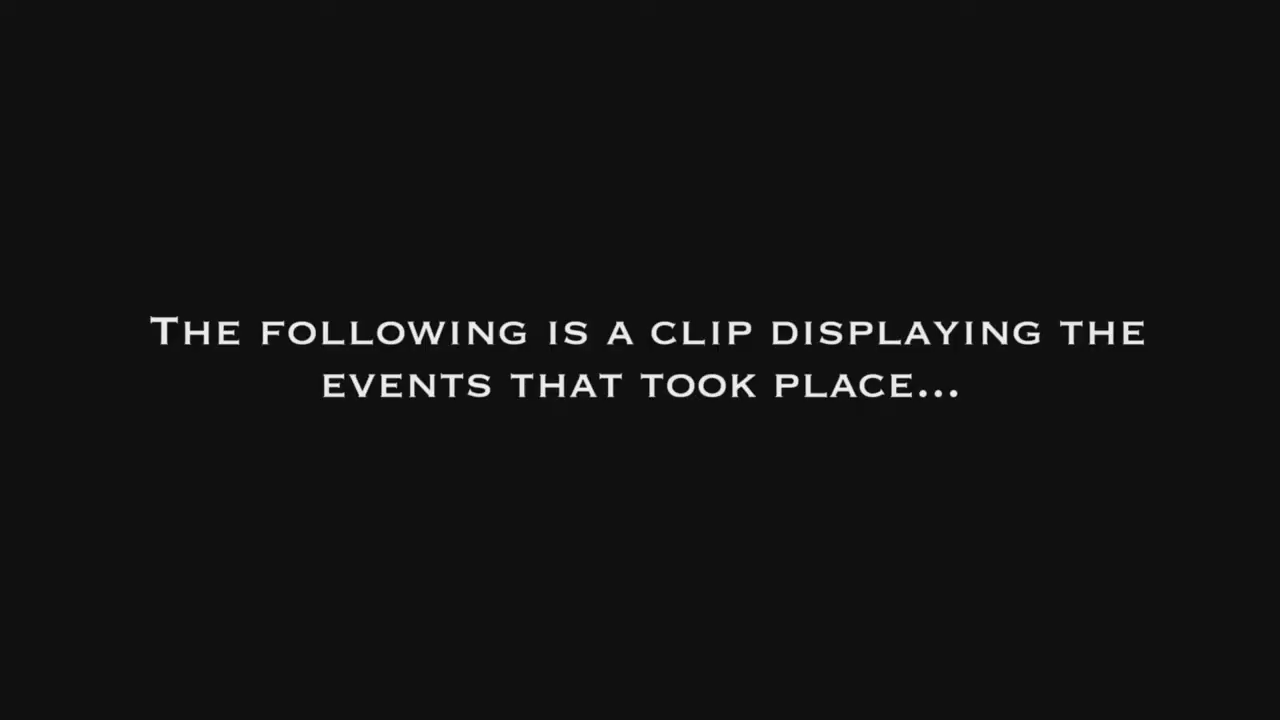 The following is a clip displaying the
events that took place...